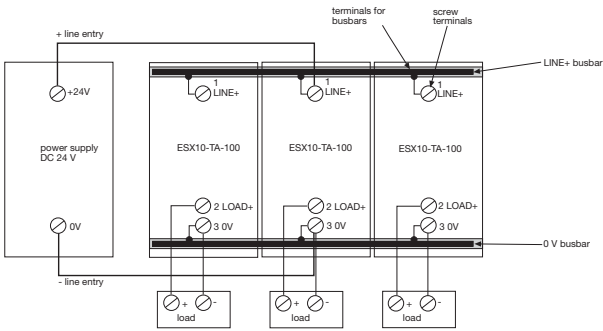 terminals for
busbars
screw
terminals
+ line entry
LINE+ busbar
+24V
1
LINE+
1
LINE+
1
LINE+
power supply
DC 24 V
ESX10-TA-100
ESX10-TA-100
ESX10-TA-100
2 LOAD+
2 LOAD+
2 LOAD+
0V
3 0V
3 0V
3 0V
0 V busbar
- line entry
+ -
load
+ -
load
+ -
load